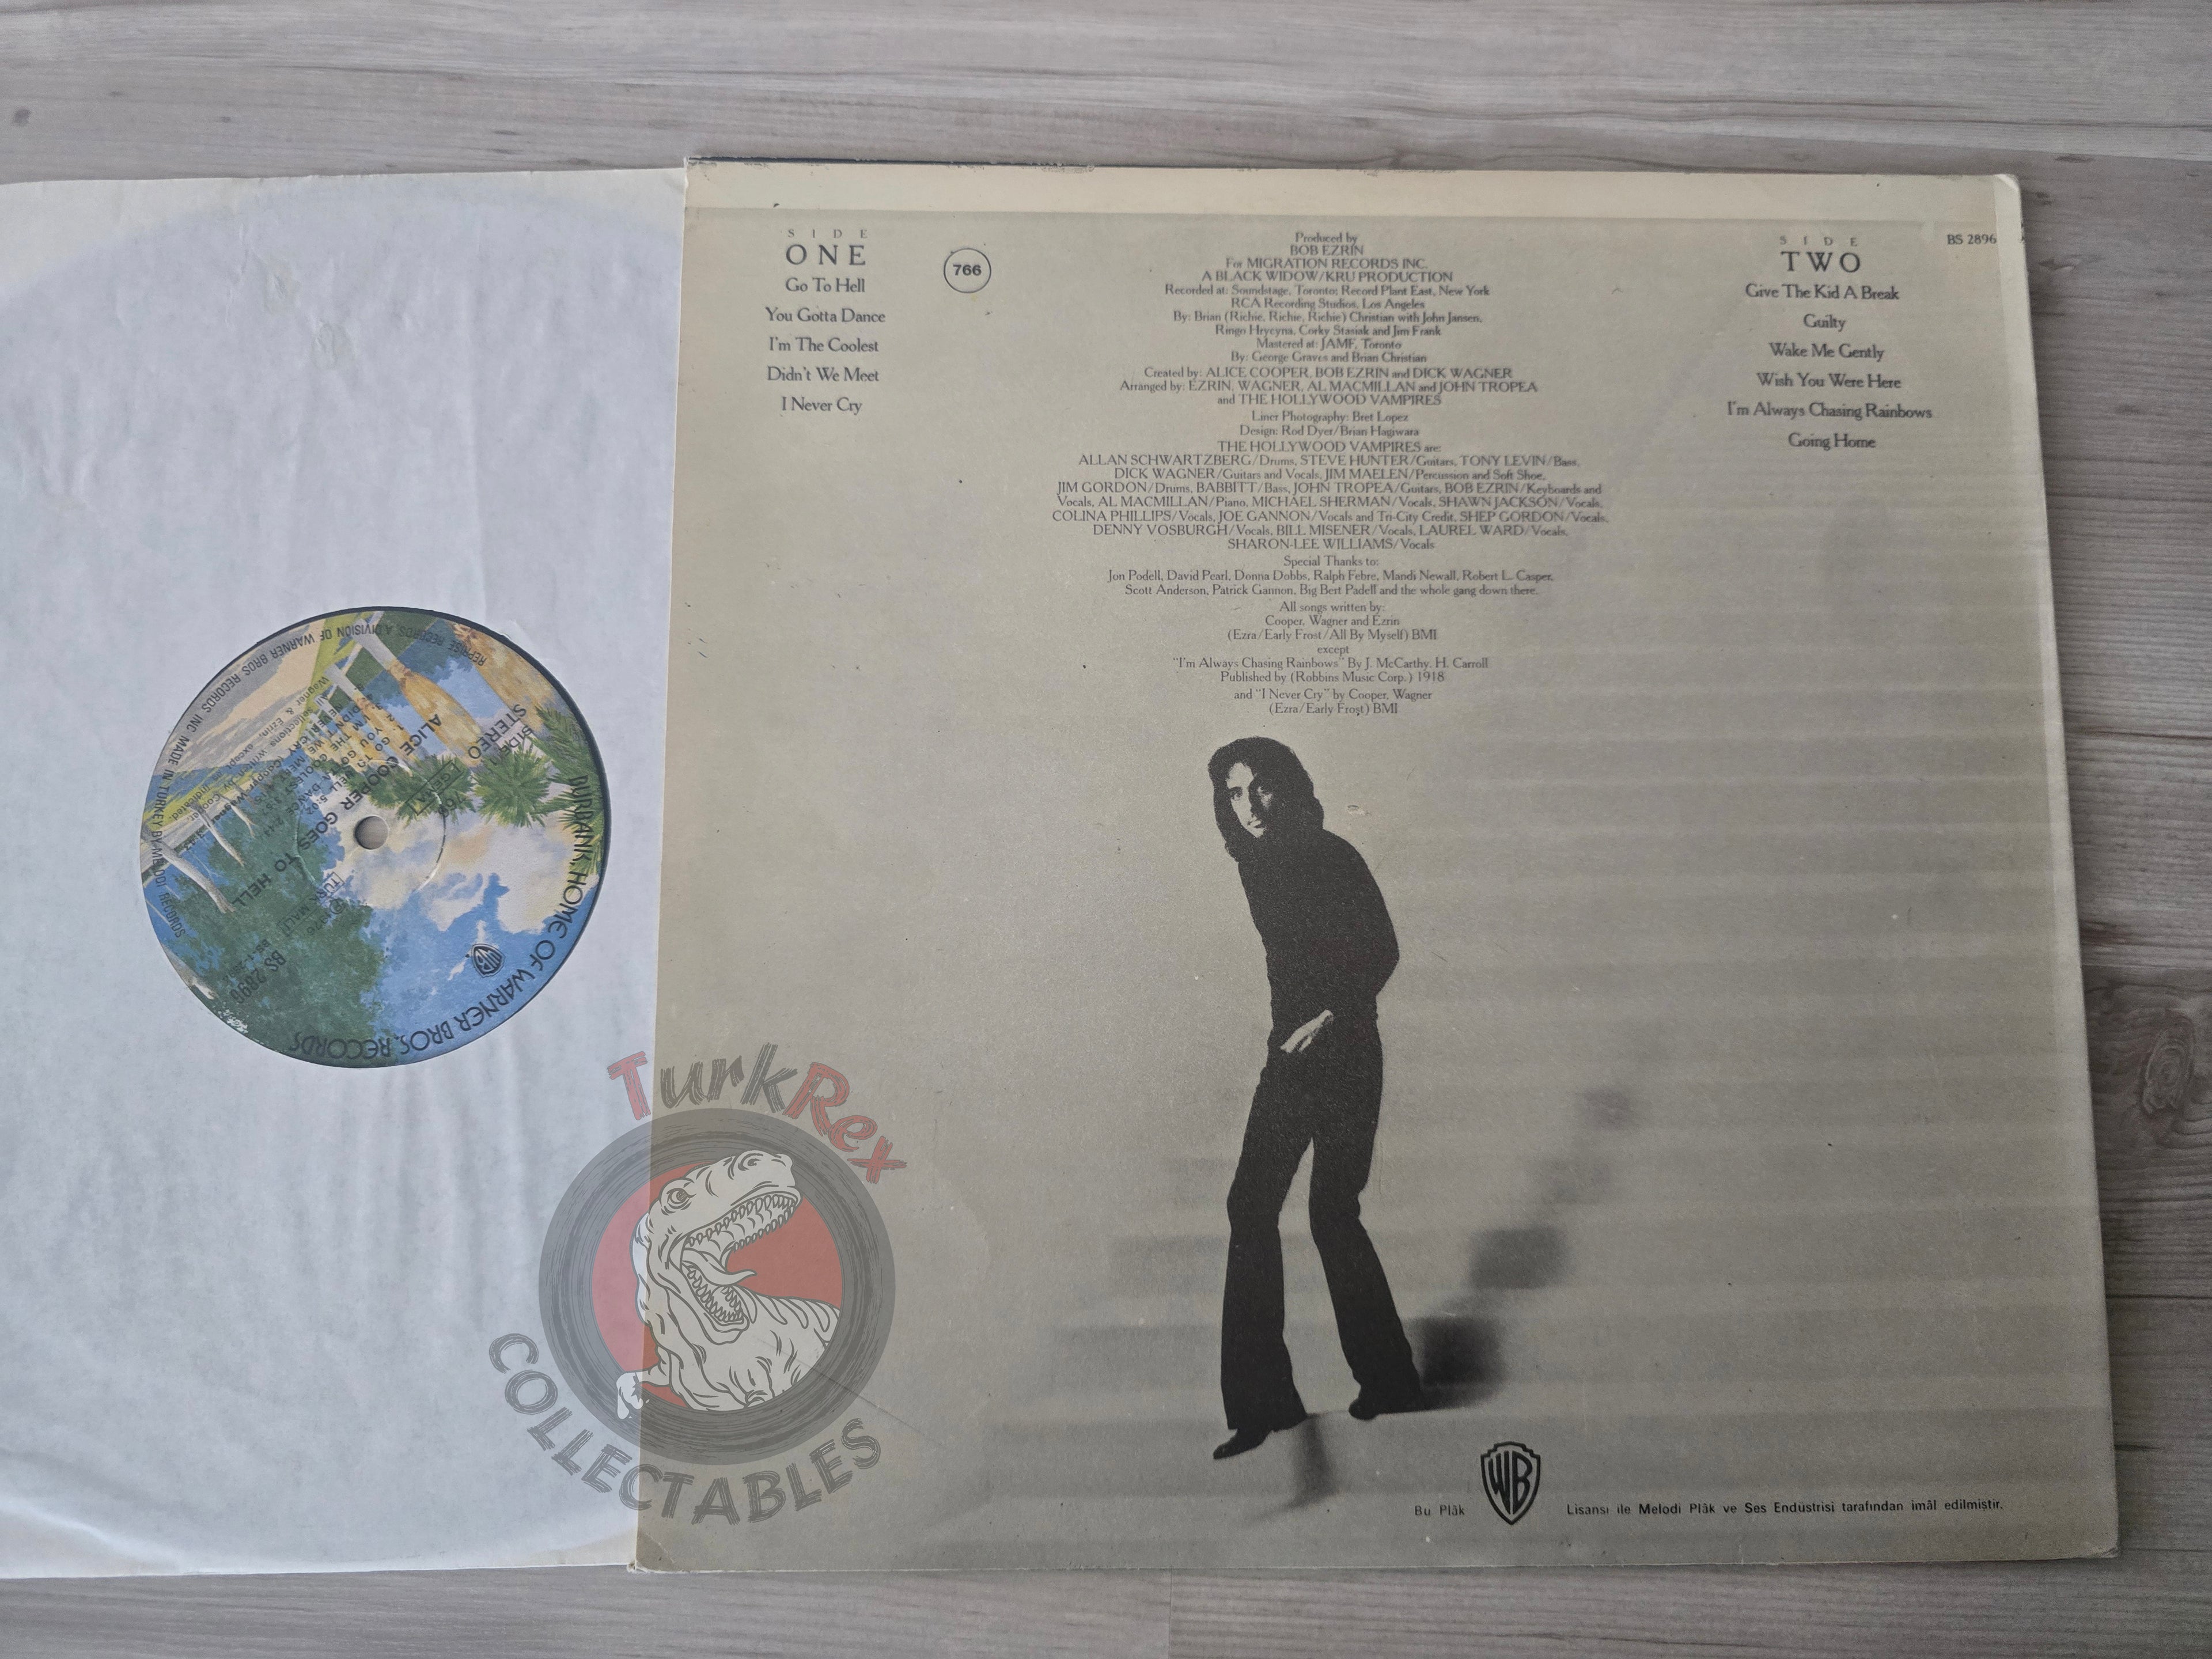 SIDE
ONE
Go To Hell
You Gotta Dance
I'm The Coolest
Didn't We Meet
I Never Cry
766
Produced by
BOB EZRIN
For MIGRATION RECORDS INC.
A BLACK WIDOW/KRU PRODUCTION
Recorded at: Soundstage, Toronto; Record Plant East, New York
RCA Recording Studios, Los Angeles
By: Brian (Richie, Richie, Richie) Christian with John Jansen,
Ringo Hrycyna, Corky Stasiak and Jim Frank
Mastered at: JAMF, Toronto
By: George Graves and Brian Christian
Created by: ALICE COOPER, BOB EZRIN and DICK WAGNER
Arranged by: EZRIN, WAGNER, AL MACMILLAN and JOHN TROPEA
and THE HOLLYWOOD VAMPIRES
Liner Photography: Bret Lopez
Design: Rod Dyer/Brian Hagiwara
THE HOLLYWOOD VAMPIRES are:
ALLAN SCHWARTZBERG/Drums, STEVE HUNTER/Guitars, TONY LEVIN/Bass,
DICK WAGNER/Guitars and Vocals, JIM MAELEN/Percussion and Soft Shoe,
JIM GORDON/Drums, BABBITT/Bass, JOHN TROPEA/Guitars, BOB EZRIN/Keyboards and
Vocals, AL MACMILLAN/Piano, MICHAEL SHERMAN/Vocals, SHAWN JACKSON/Vocals,
COLINA PHILLIPS/Vocals, JOE GANNON/Vocals and Tri-City Credit, SHEP GORDON/Vocals,
DENNY VOSBURGH/Vocals, BILL MISENER/Vocals, LAUREL WARD/Vocals,
SHARON-LEE WILLIAMS/Vocals
Special Thanks to:
Jon Podell, David Pearl, Donna Dobbs, Ralph Febre, Mandi Newall, Robert L. Casper,
Scott Anderson, Patrick Gannon, Big Bert Padell and the whole gang down there.
All songs written by:
Cooper, Wagner and Ezrin
(Ezra/Early Frost/All By Myself) BMI
except
"I'm Always Chasing Rainbows" By J. McCarthy, H. Carroll
Published by (Robbins Music Corp.) 1918
and "I Never Cry" by Cooper, Wagner
(Ezra/Early Frost) BMI
SIDE
TWO
Give The Kid A Break
Guilty
Wake Me Gently
Wish You Were Here
I'm Always Chasing Rainbows
Going Home
BS 2896
BURBANK, HOME OF WARNER BROS. RECORDS
REPRISE RECORDS, A DIVISION OF WARNER BROS. RECORDS INC. MADE IN TURKEY BY MELODI RECORDS
STEREO
ALICE COOPER GOES TO HELL
BS 2896
WB
TurkRex
COLLECTABLES
Bu Plâk WB Lisansı ile Melodi Plâk ve Ses Endüstrisi tarafından imâl edilmiştir.